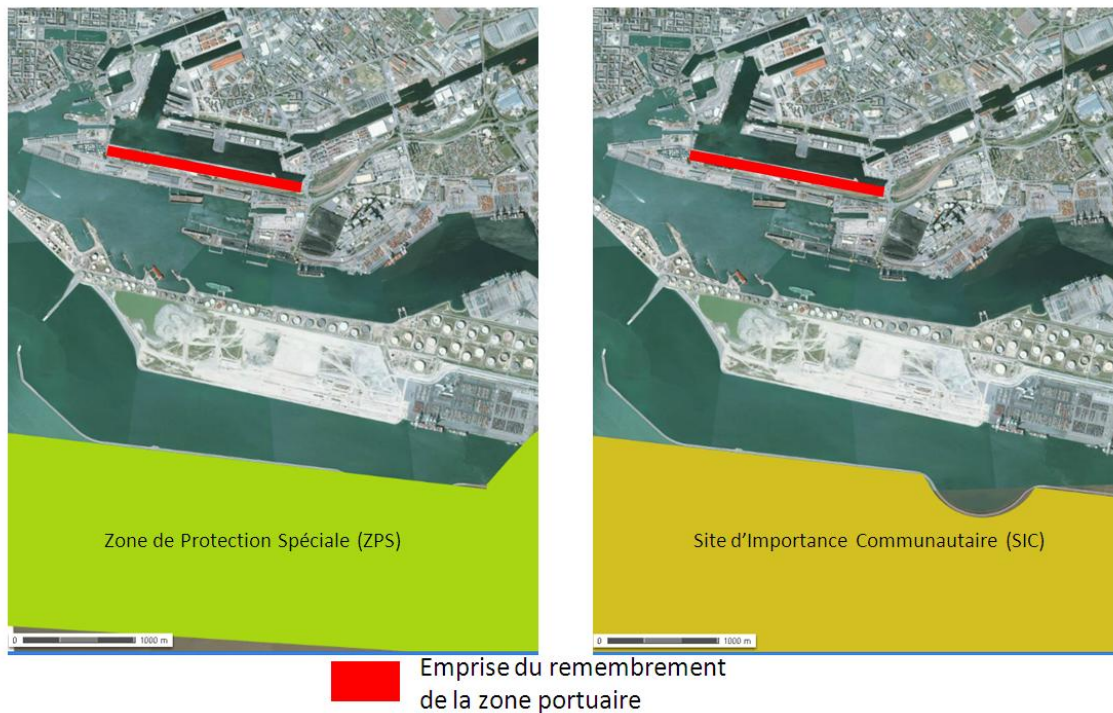 Zone de Protection Spéciale (ZPS)
0 1000 m
Site d’Importance Communautaire (SIC)
0 1000 m
Emprise du remembrement
de la zone portuaire